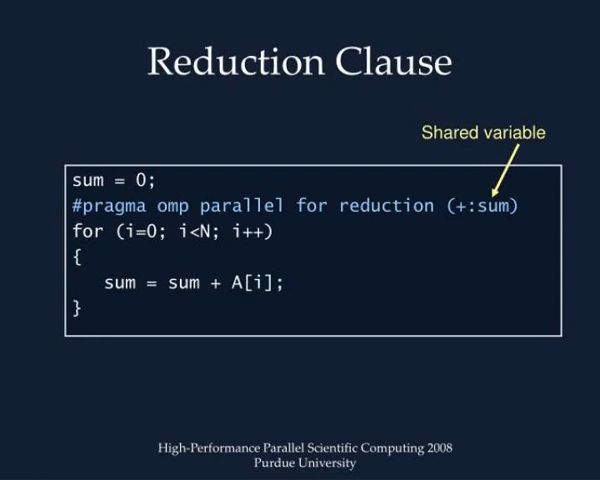 Reduction Clause
Shared variable
sum = 0;
#pragma omp parallel for reduction (+:sum)
for (i=0; i<N; i++)
{
sum = sum + A[i];
}
High-Performance Parallel Scientific Computing 2008
Purdue University